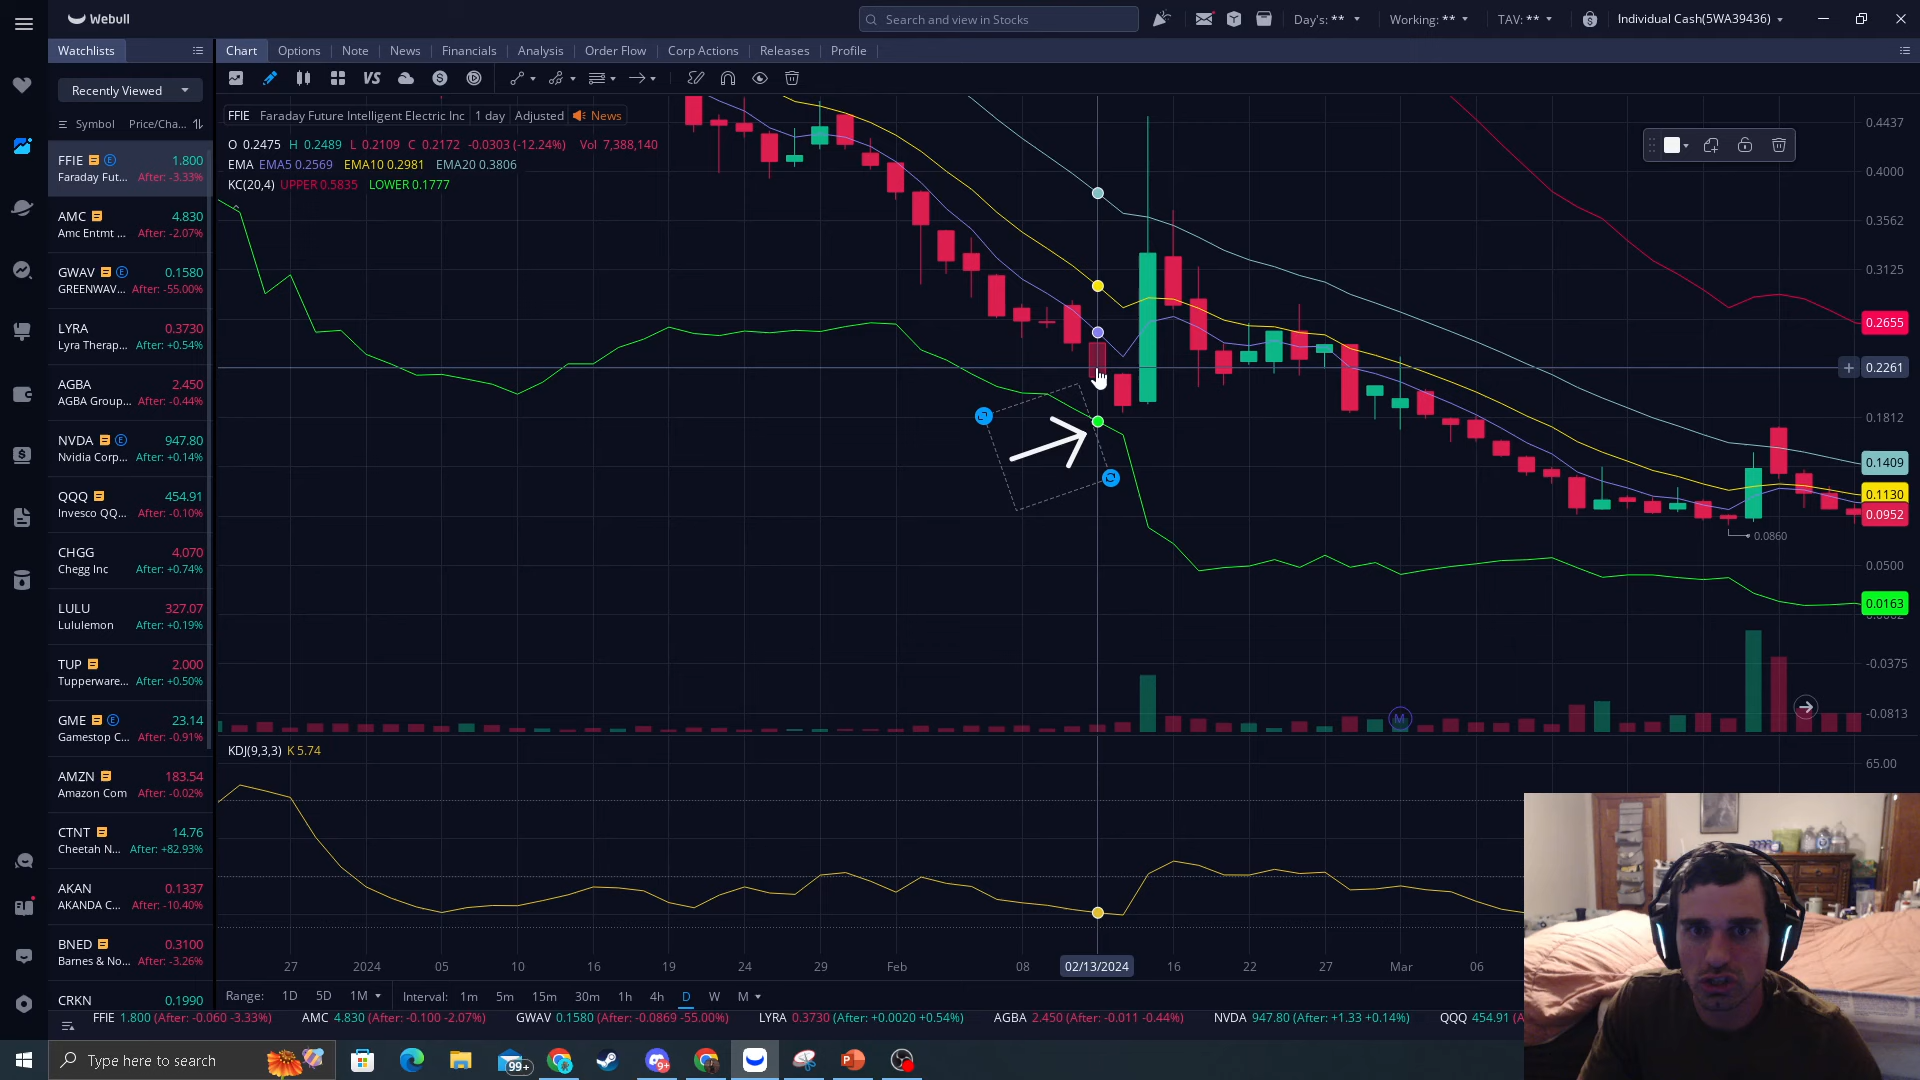 Webull
Search and view in Stocks
Day's: **
Working: **
TAV: **
Individual Cash(5WA39436)
Watchlists
Chart Options Note News Financials Analysis Order Flow Corp Actions Releases Profile
VS
Recently Viewed
Symbol Price/Cha...
FFIE 1.800
Faraday Fut... After: -3.33%
AMC 4.830
Amc Entmt ... After: -2.07%
GWAV 0.1580
GREENWAV... After: -55.00%
LYRA 0.3730
Lyra Therap... After: +0.54%
AGBA 2.450
AGBA Group... After: -0.44%
NVDA 947.80
Nvidia Corp... After: +0.14%
QQQ 454.91
Invesco QQ... After: -0.10%
CHGG 4.070
Chegg Inc After: +0.74%
LULU 327.07
Lululemon After: +0.19%
TUP 2.000
Tupperware... After: +0.50%
GME 23.14
Gamestop C... After: -0.91%
AMZN 183.54
Amazon Com After: -0.02%
CTNT 14.76
Cheetah N... After: +82.93%
AKAN 0.1337
AKANDA C... After: -10.40%
BNED 0.3100
Barnes & No... After: -3.26%
CRKN 0.1990
FFIE Faraday Future Intelligent Electric Inc 1 day Adjusted News
O 0.2475 H 0.2489 L 0.2109 C 0.2172 -0.0303 (-12.24%) Vol 7,388,140
EMA EMA5 0.2569 EMA10 0.2981 EMA20 0.3806
KC(20,4) UPPER 0.5835 LOWER 0.1777
0.4437
0.4000
0.3562
0.3125
0.2655
0.2261
0.1812
0.1409
0.1130
0.0952
0.0860
0.0500
0.0163
-0.0375
-0.0813
M
KDJ(9,3,3) K 5.74
65.00
27 2024 05 10 16 19 24 29 Feb 08 02/13/2024 16 22 27 Mar 06
Range: 1D 5D 1M Interval: 1m 5m 15m 30m 1h 4h D W M
FFIE 1.800 (After: -0.060 -3.33%) AMC 4.830 (After: -0.100 -2.07%) GWAV 0.1580 (After: -0.0869 -55.00%) LYRA 0.3730 (After: +0.0020 +0.54%) AGBA 2.450 (After: -0.011 -0.44%) NVDA 947.80 (After: +1.33 +0.14%) QQQ 454.91
Type here to search
99+
9+